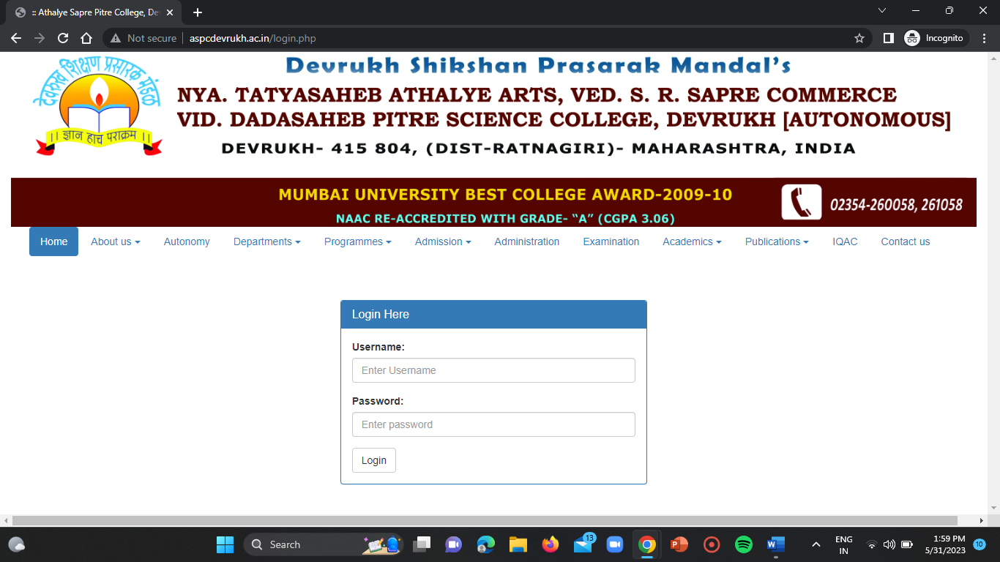 :: Athalye Sapre Pitre College, De
Not secure
aspcdevrukh.ac.in/login.php
Incognito
देवरुख शिक्षण प्रसारक मंडळ
|| ज्ञान हाच पराक्रम ||
Devrukh Shikshan Prasarak Mandal's
NYA. TATYASAHEB ATHALYE ARTS, VED. S. R. SAPRE COMMERCE
VID. DADASAHEB PITRE SCIENCE COLLEGE, DEVRUKH [AUTONOMOUS]
DEVRUKH- 415 804, (DIST-RATNAGIRI)- MAHARASHTRA, INDIA
MUMBAI UNIVERSITY BEST COLLEGE AWARD-2009-10
NAAC RE-ACCREDITED WITH GRADE- “A” (CGPA 3.06)
02354-260058, 261058
Home About us Autonomy Departments Programmes Admission Administration Examination Academics Publications IQAC Contact us
Login Here
Username:
Enter Username
Password:
Enter password
Login
Search
13
ENG
IN
1:59 PM
5/31/2023
10